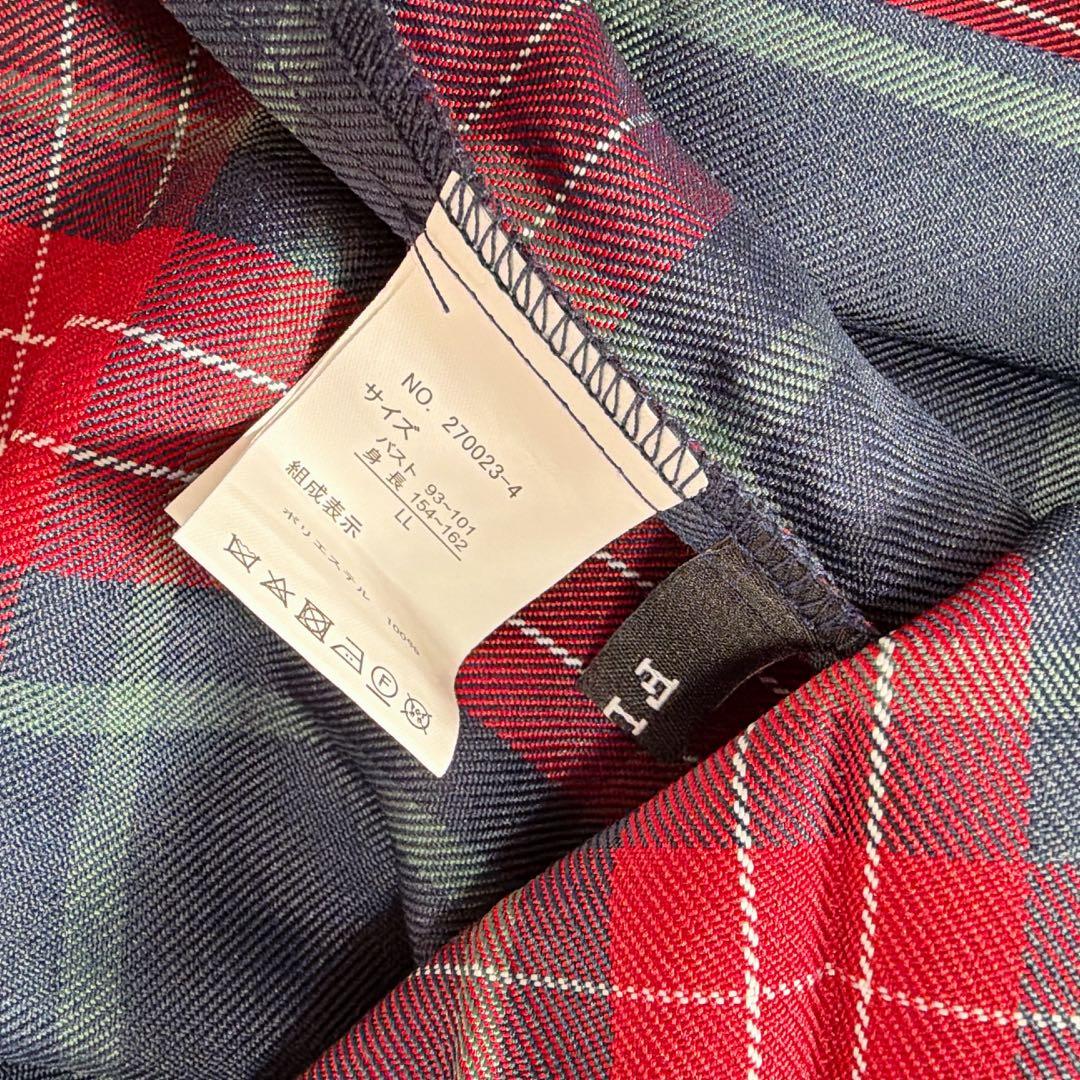 NO. 270023-4
サイズ
バスト 93~101
身長 154~162
LL
組成表示
ポリエステル 100%
F